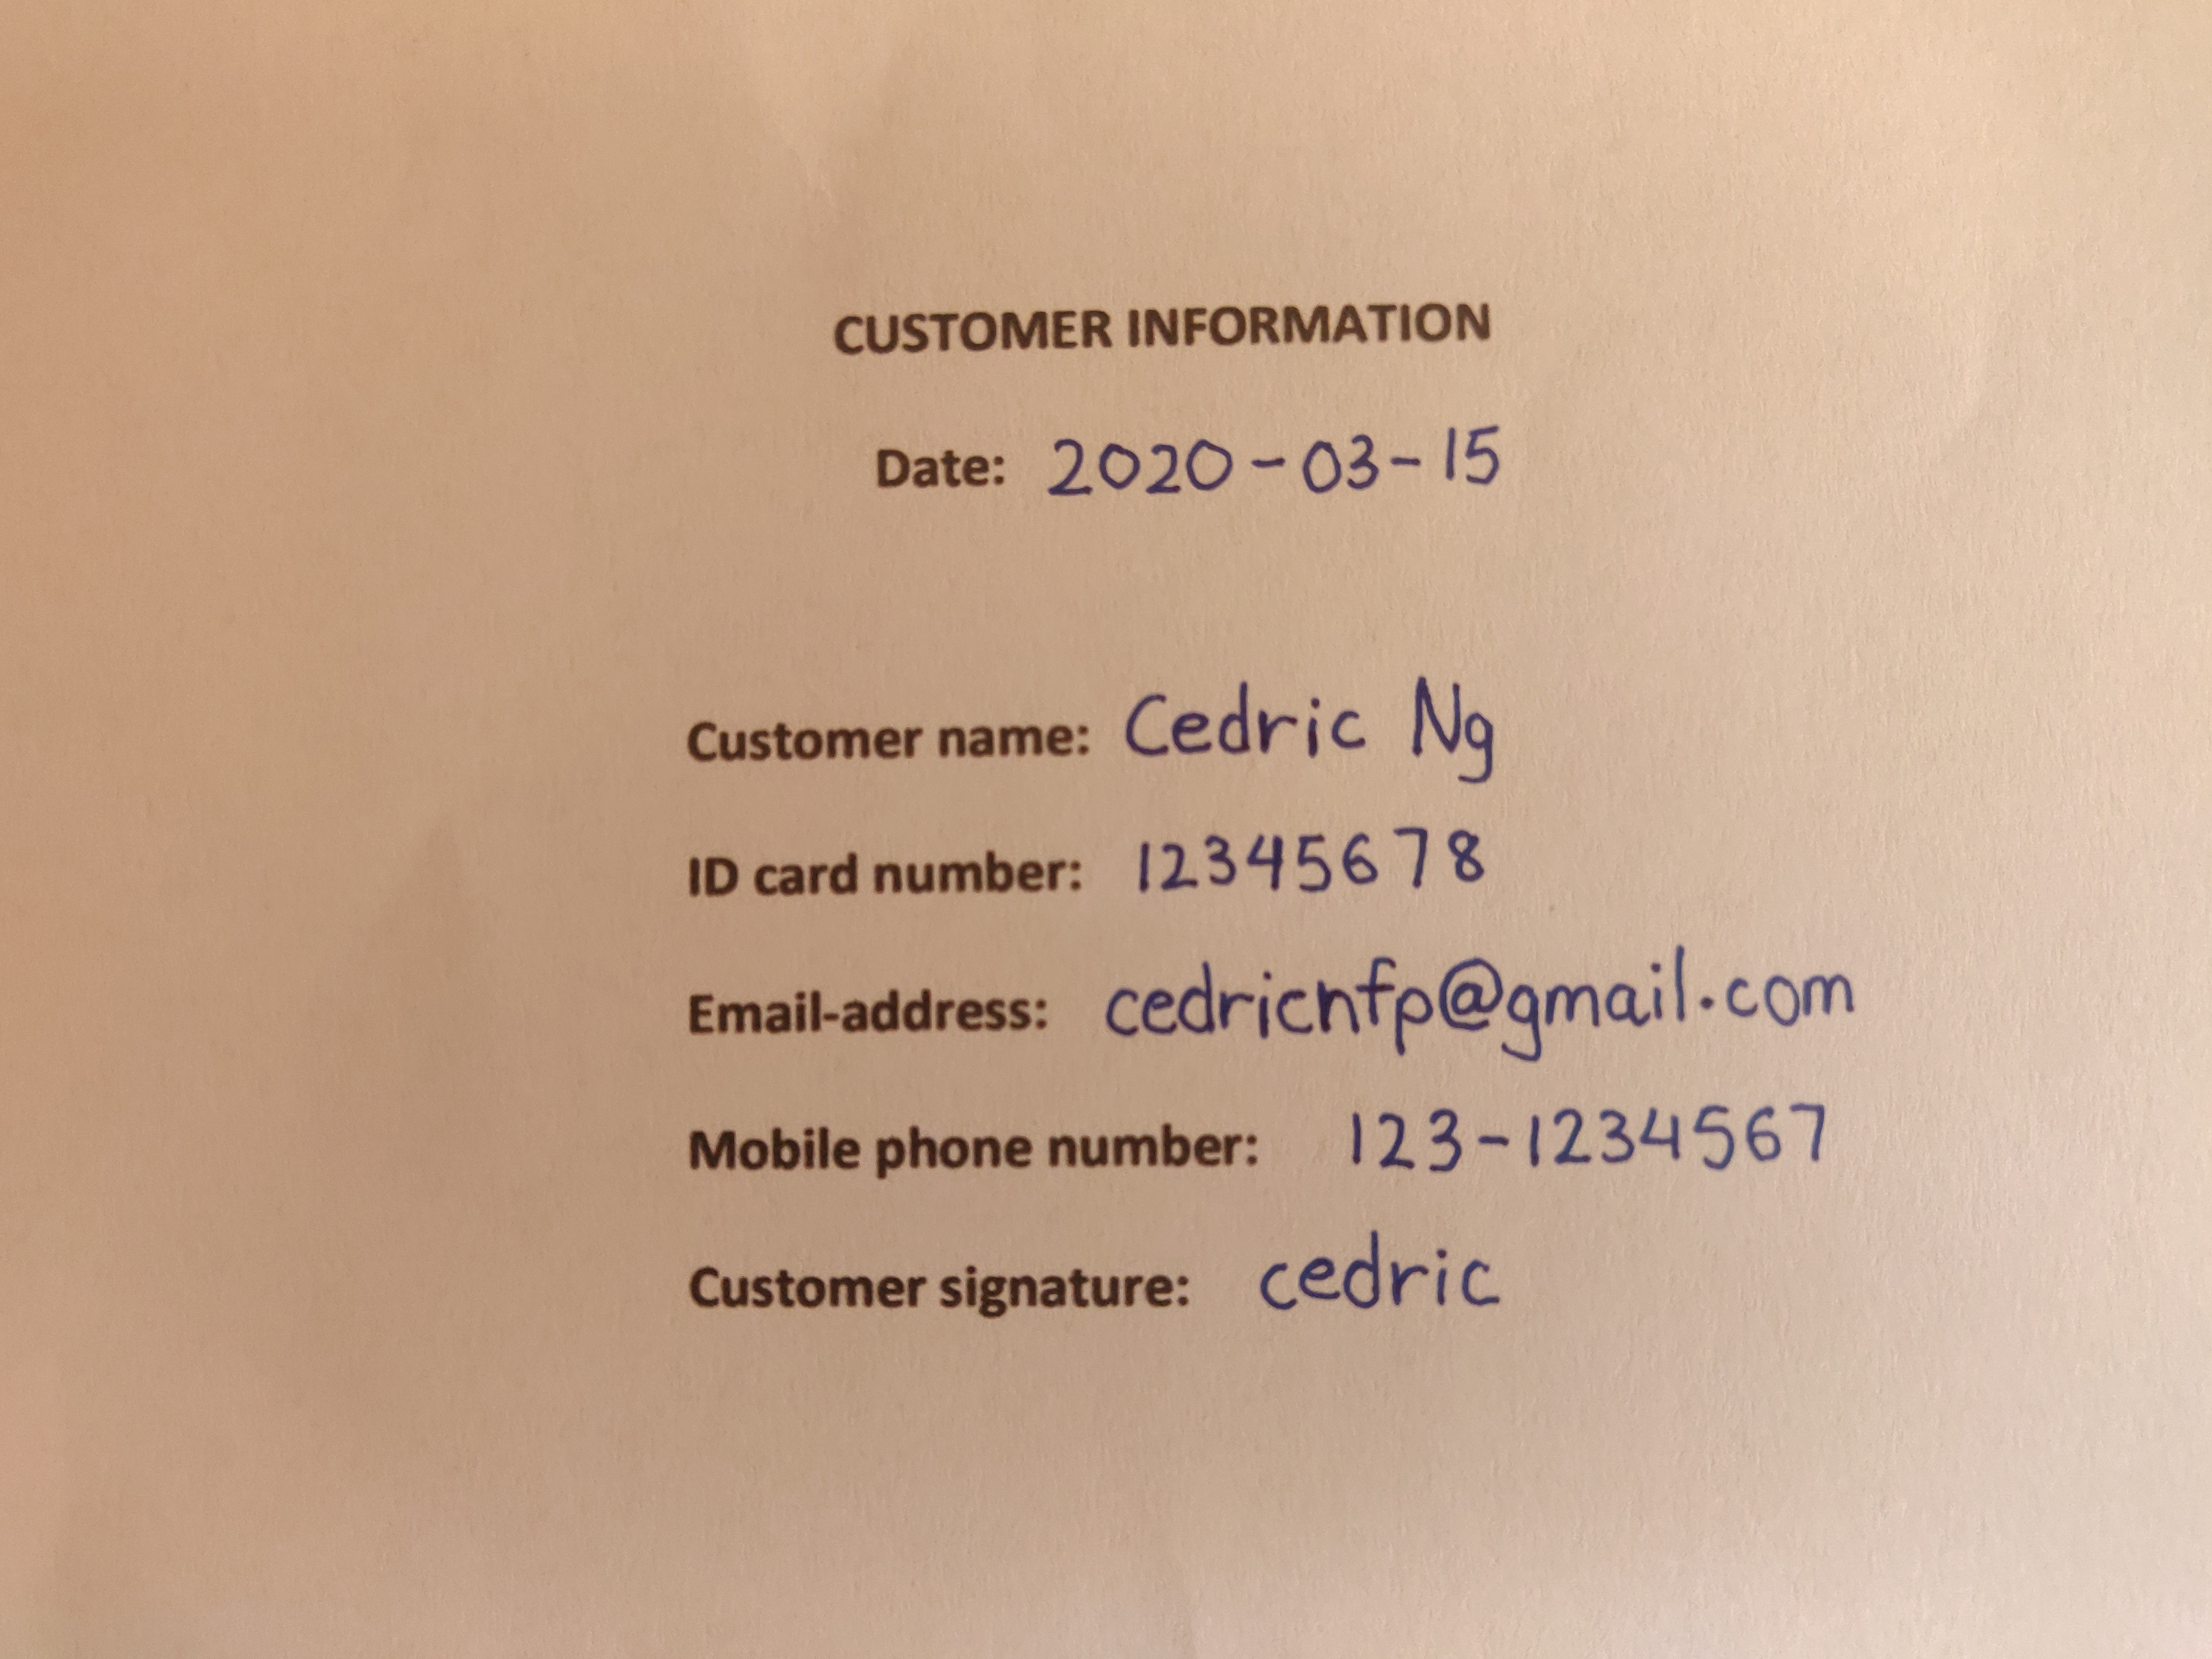 CUSTOMER INFORMATION
Date: 2020-03-15
Customer name: Cedric Ng
ID card number: 12345678
Email-address: cedricnfp@gmail.com
Mobile phone number: 123-1234567
Customer signature: cedric